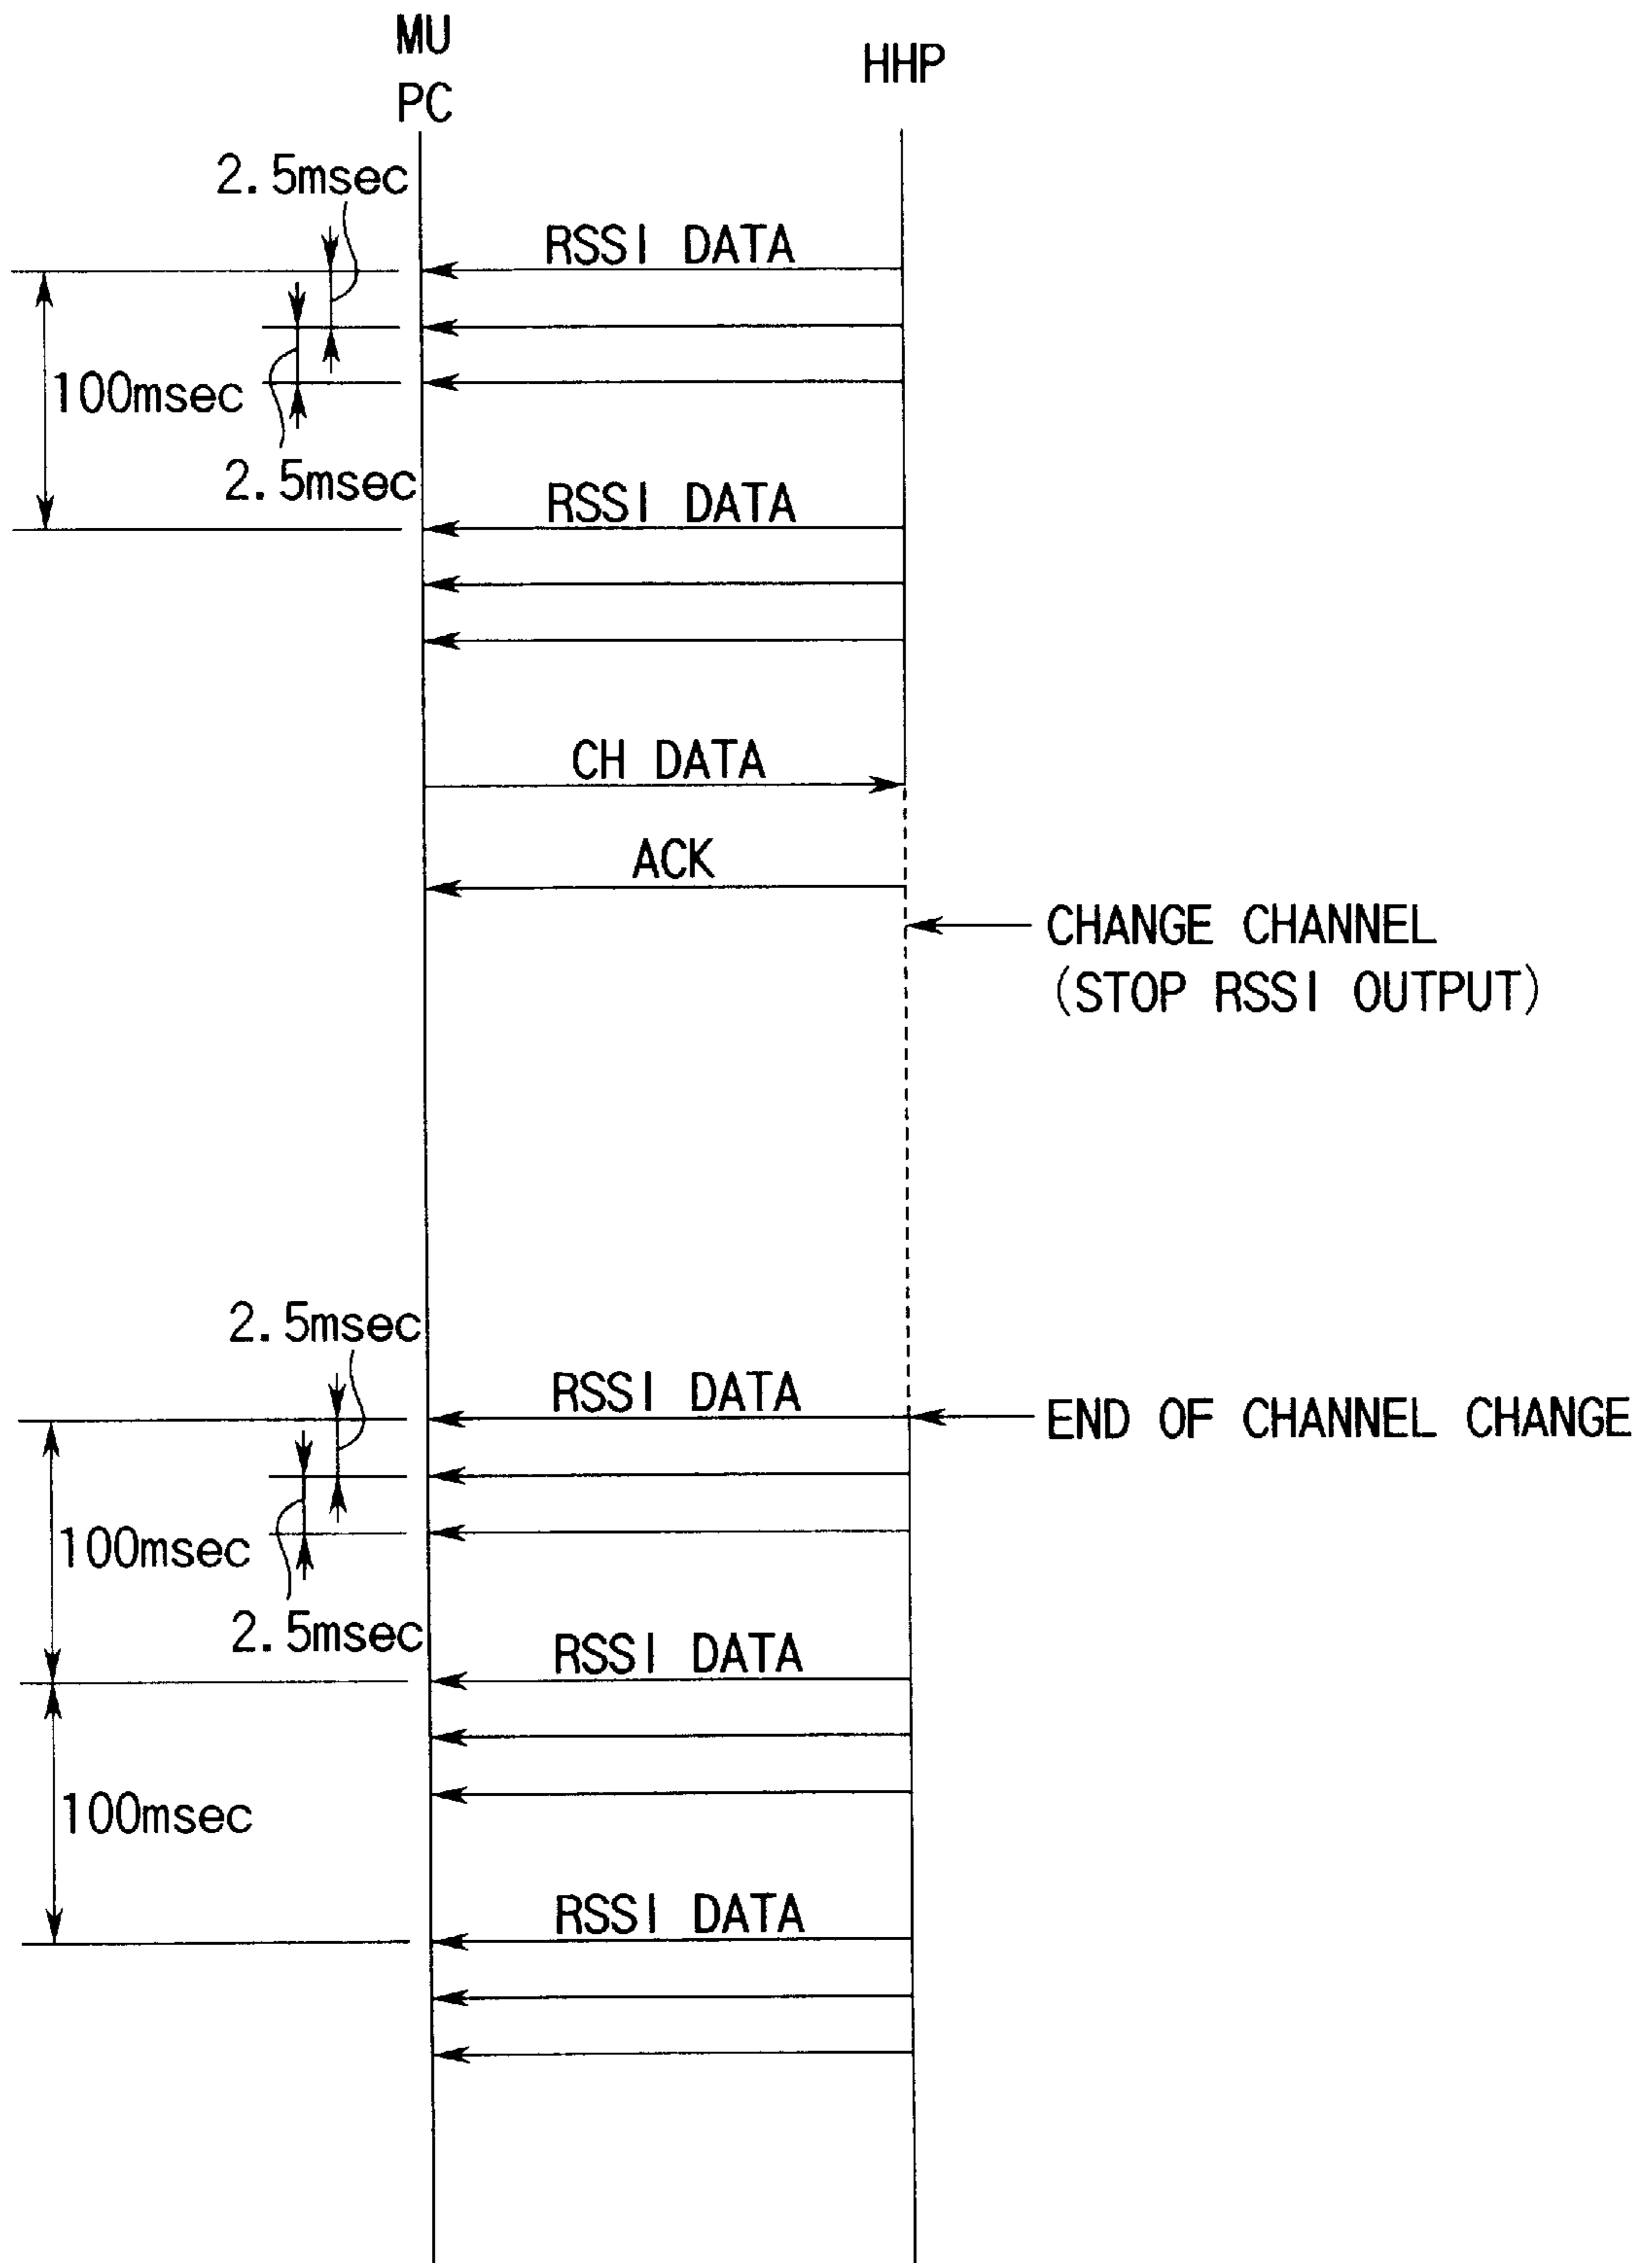 MU
PC
HHP
2.5msec
RSSI DATA
100msec
2.5msec
RSSI DATA
CH DATA
ACK
CHANGE CHANNEL
(STOP RSSI OUTPUT)
2.5msec
RSSI DATA
END OF CHANNEL CHANGE
100msec
2.5msec
RSSI DATA
100msec
RSSI DATA